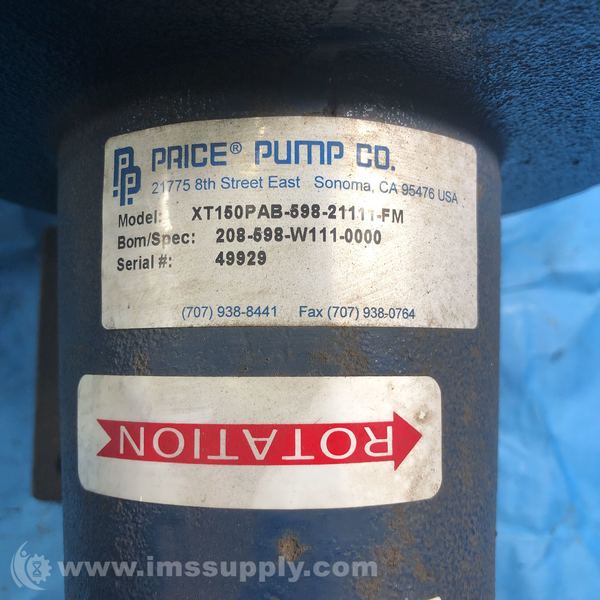 PP PRICE® PUMP CO.
21775 8th Street East Sonoma, CA 95476 USA
Model: XT150PAB-598-21111-FM
Bom/Spec: 208-598-W111-0000
Serial #: 49929
(707) 938-8441 Fax (707) 938-0764
ROTATION
www.imssupply.com